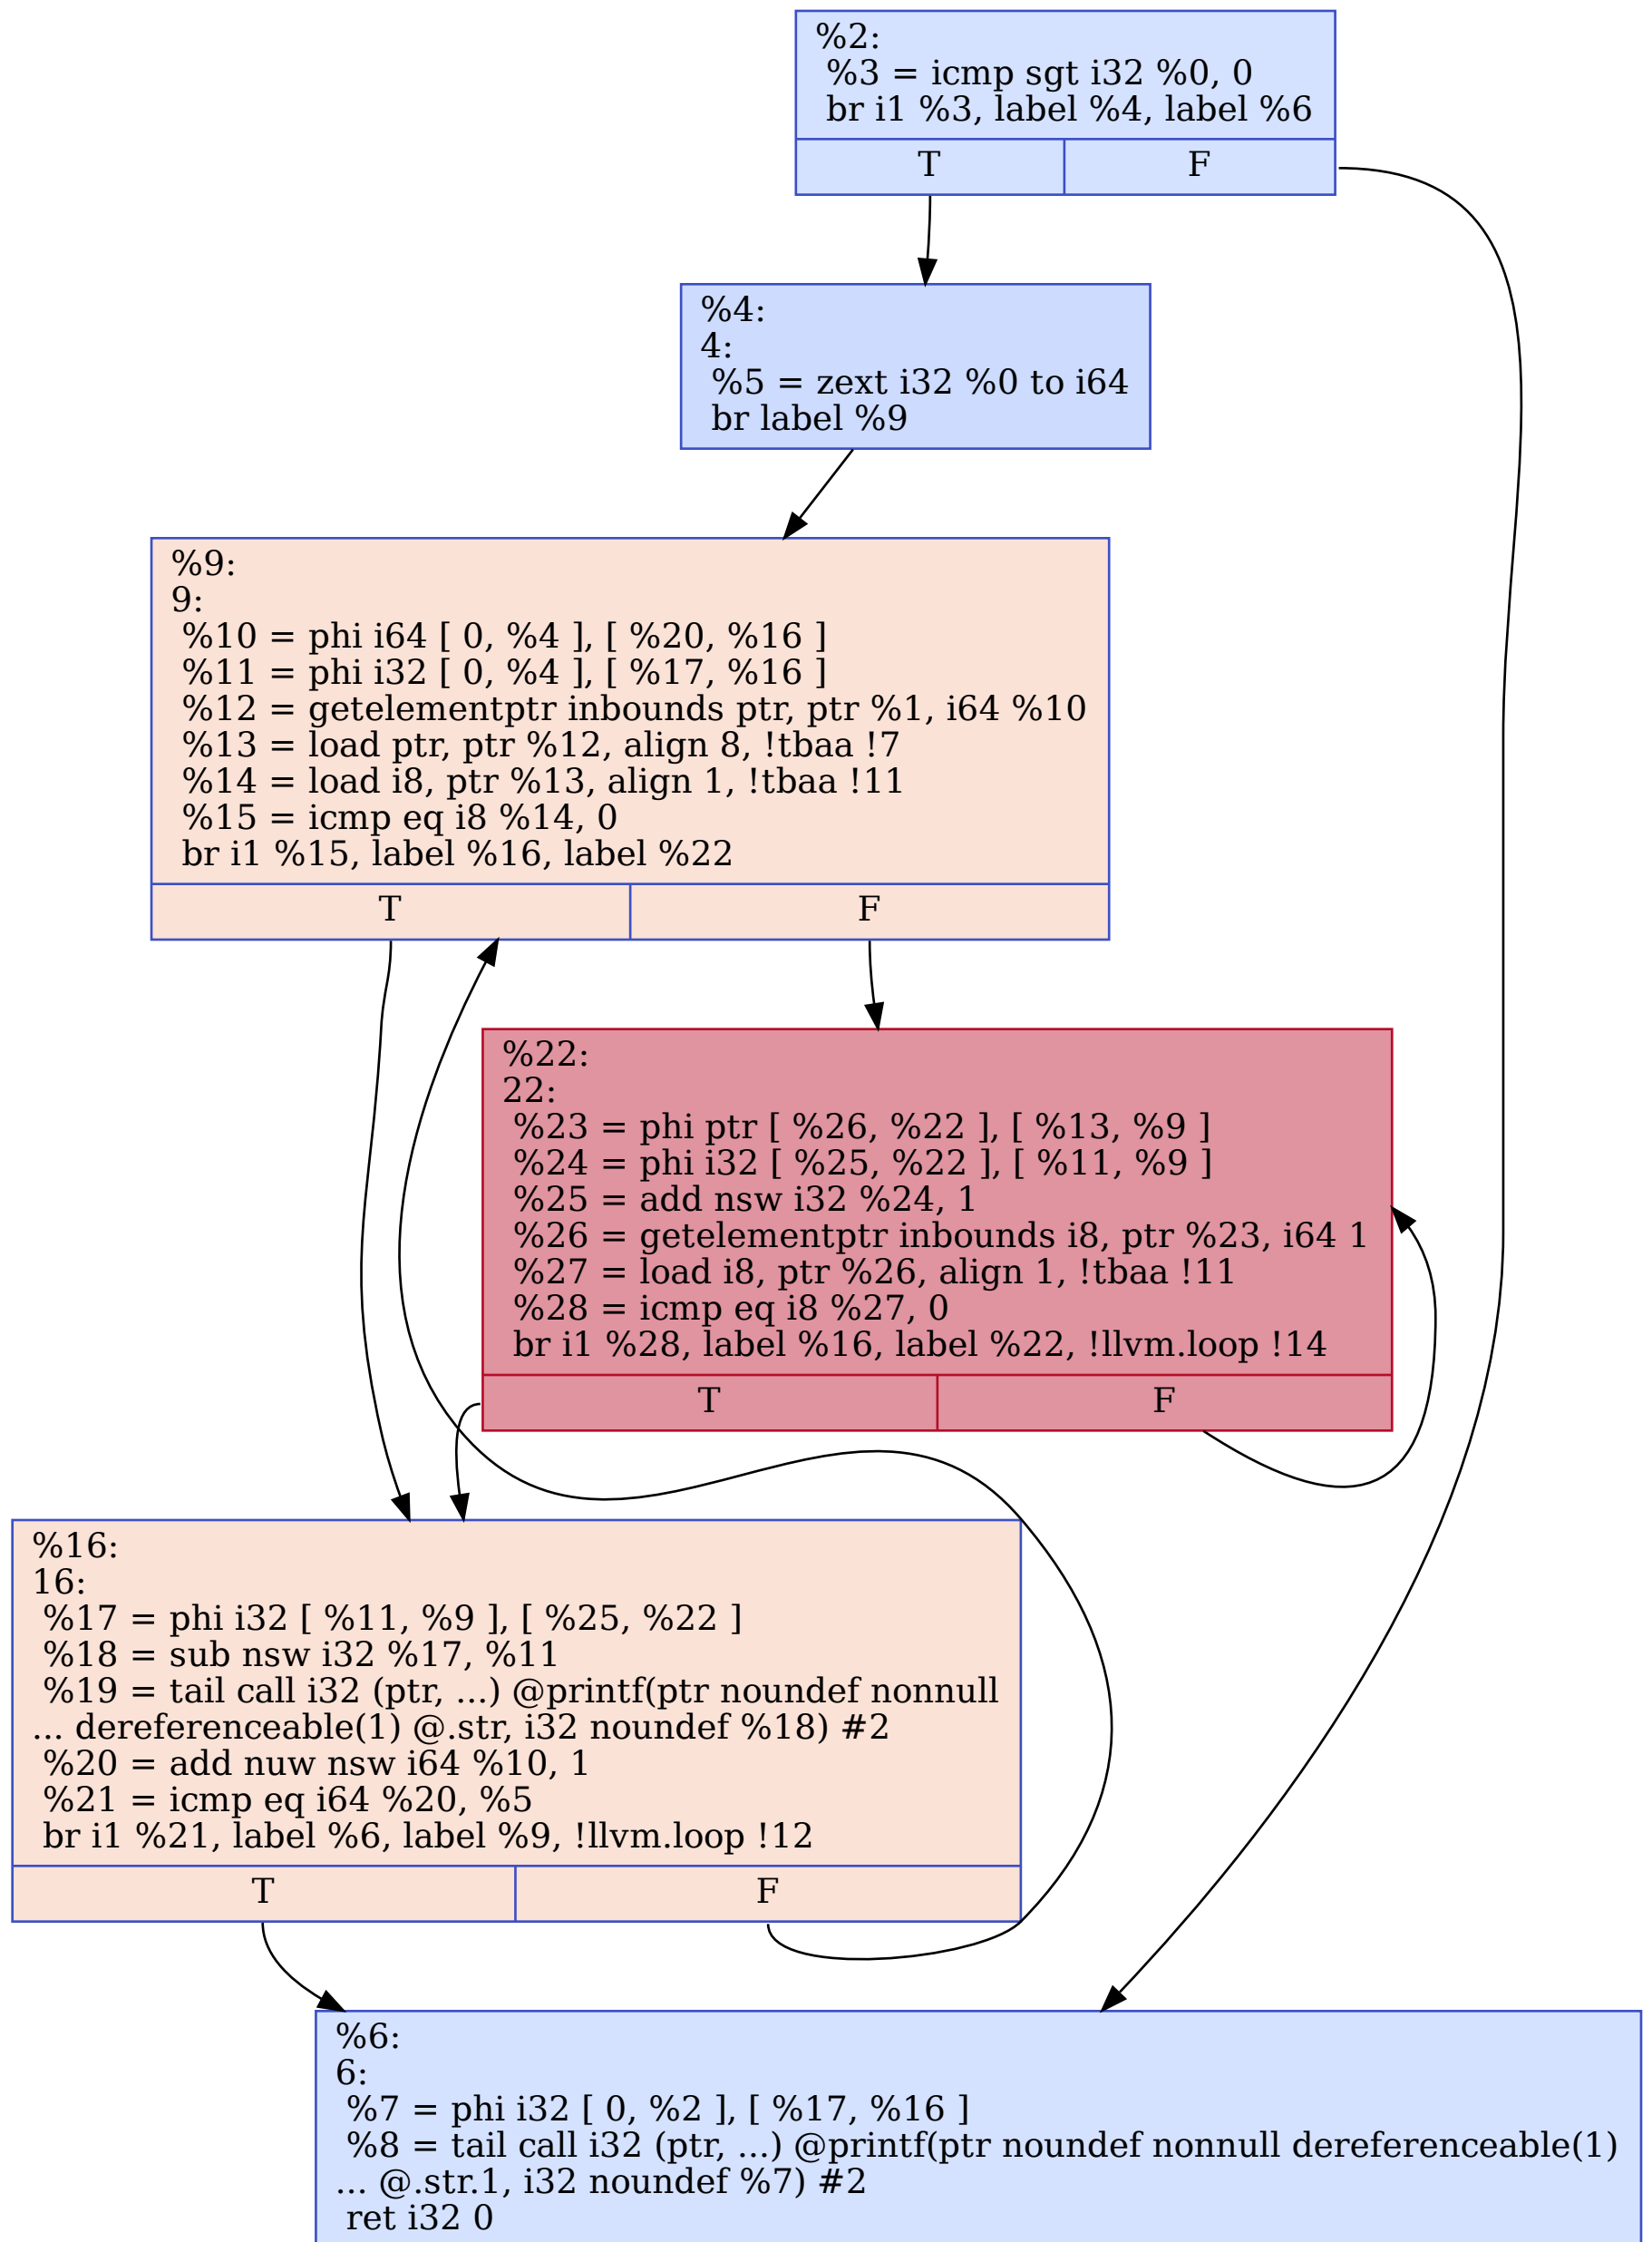 %2:
%3 = icmp sgt i32 %0, 0
br i1 %3, label %4, label %6
T
F
%4:
4:
%5 = zext i32 %0 to i64
br label %9
%9:
9:
%10 = phi i64 [ 0, %4 ], [ %20, %16 ]
%11 = phi i32 [ 0, %4 ], [ %17, %16 ]
%12 = getelementptr inbounds ptr, ptr %1, i64 %10
%13 = load ptr, ptr %12, align 8, !tbaa !7
%14 = load i8, ptr %13, align 1, !tbaa !11
%15 = icmp eq i8 %14, 0
br i1 %15, label %16, label %22
T
F
%22:
22:
%23 = phi ptr [ %26, %22 ], [ %13, %9 ]
%24 = phi i32 [ %25, %22 ], [ %11, %9 ]
%25 = add nsw i32 %24, 1
%26 = getelementptr inbounds i8, ptr %23, i64 1
%27 = load i8, ptr %26, align 1, !tbaa !11
%28 = icmp eq i8 %27, 0
br i1 %28, label %16, label %22, !llvm.loop !14
T
F
%16:
16:
%17 = phi i32 [ %11, %9 ], [ %25, %22 ]
%18 = sub nsw i32 %17, %11
%19 = tail call i32 (ptr, ...) @printf(ptr noundef nonnull
... dereferenceable(1) @.str, i32 noundef %18) #2
%20 = add nuw nsw i64 %10, 1
%21 = icmp eq i64 %20, %5
br i1 %21, label %6, label %9, !llvm.loop !12
T
F
%6:
6:
%7 = phi i32 [ 0, %2 ], [ %17, %16 ]
%8 = tail call i32 (ptr, ...) @printf(ptr noundef nonnull dereferenceable(1)
... @.str.1, i32 noundef %7) #2
ret i32 0